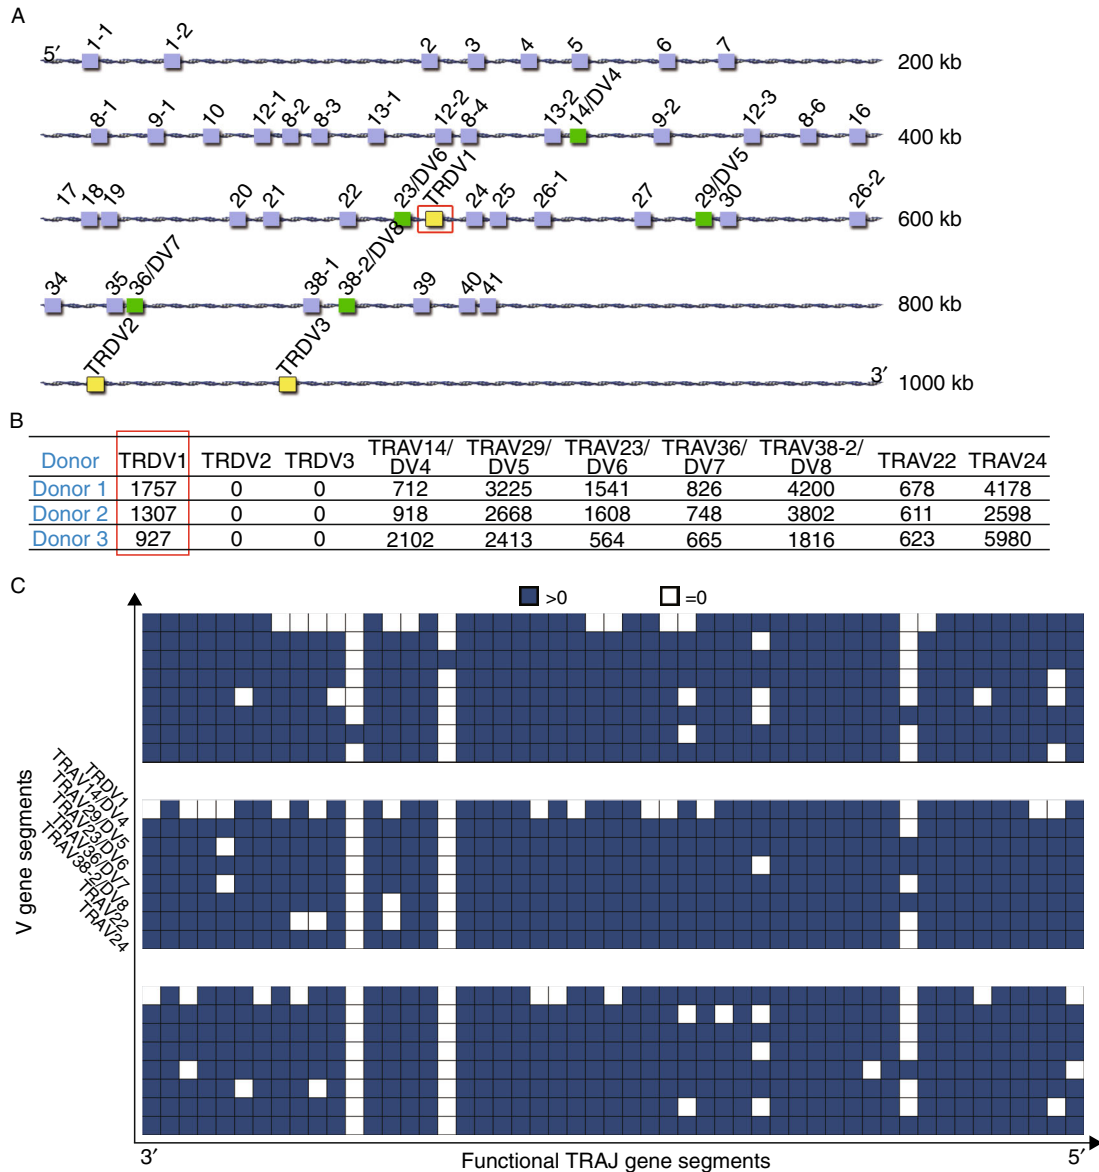 A
5′ 1-1 1-2 2 3 4 5 6 7 200 kb
8-1 9-1 10 12-1 8-2 8-3 13-1 12-2 8-4 13-2 14/DV4 9-2 12-3 8-6 16 400 kb
17 18 19 20 21 22 23/DV6 TRDV1 24 25 26-1 27 29/DV5 30 26-2 600 kb
34 35 36/DV7 38-1 38-2/DV8 39 40 41 800 kb
TRDV2 TRDV3 3′ 1000 kb
B
Donor TRDV1 TRDV2 TRDV3 TRAV14/DV4 TRAV29/DV5 TRAV23/DV6 TRAV36/DV7 TRAV38-2/DV8 TRAV22 TRAV24
Donor 1 1757 0 0 712 3225 1541 826 4200 678 4178
Donor 2 1307 0 0 918 2668 1608 748 3802 611 2598
Donor 3 927 0 0 2102 2413 564 665 1816 623 5980
C
>0 =0
V gene segments
TRDV1
TRAV14/DV4
TRAV29/DV5
TRAV23/DV6
TRAV36/DV7
TRAV38-2/DV8
TRAV22
TRAV24
3′ Functional TRAJ gene segments 5′